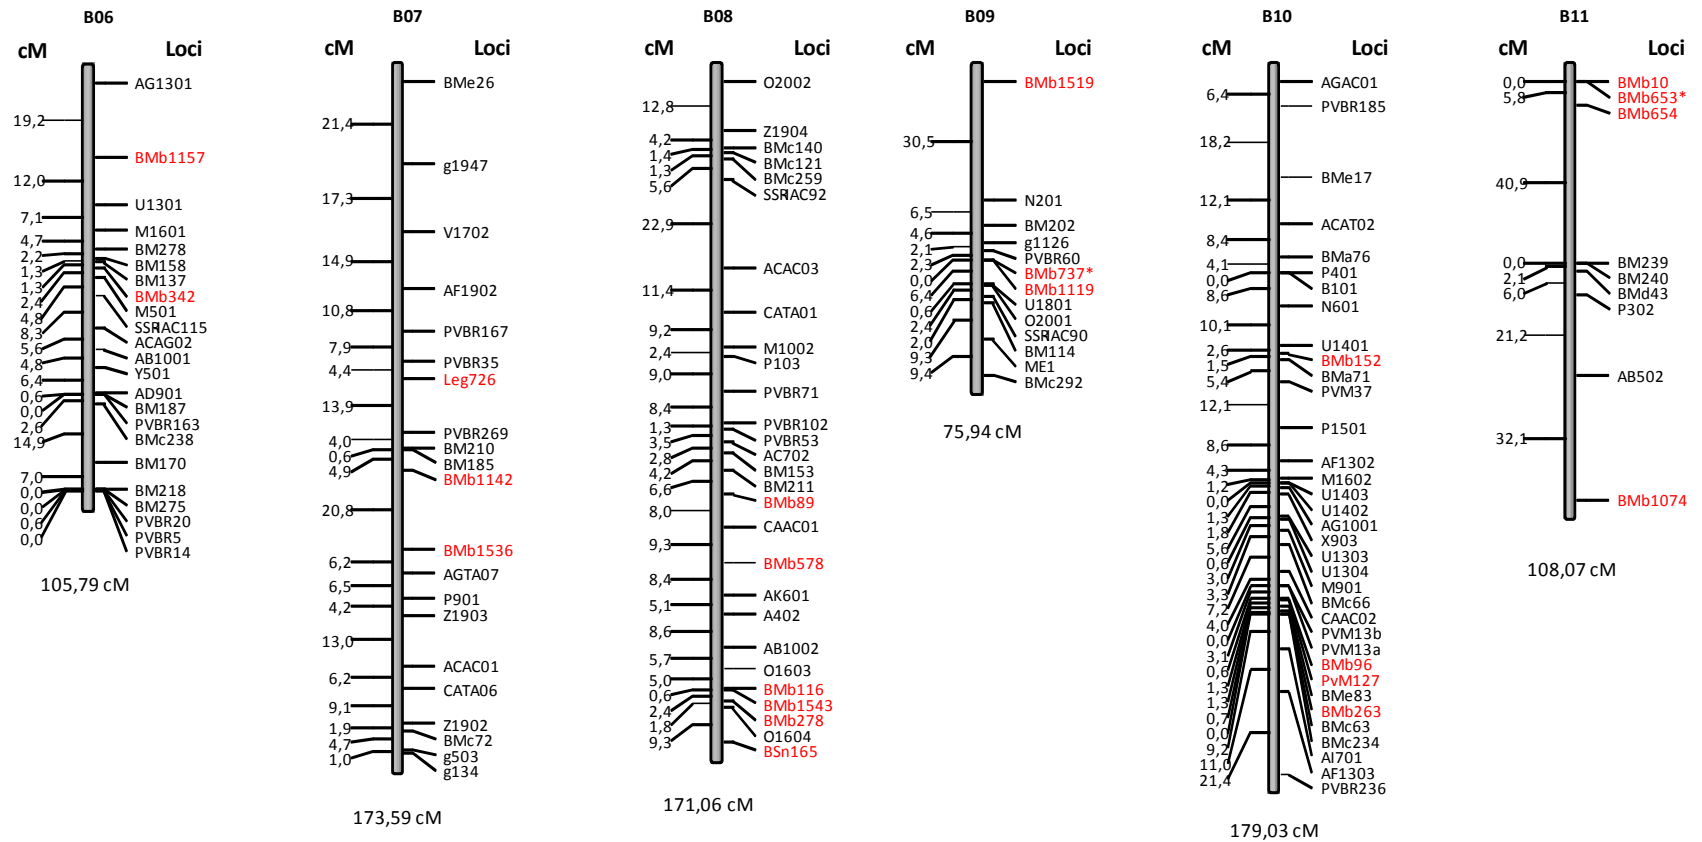 B06
cM Loci
19,2
12,0
7,1
4,7
2,2
1,3
1,3
2,4
4,8
8,3
5,6
4,8
6,4
0,6
0,0
2,6
14,9
7,0
0,0
0,0
0,6
0,0
AG1301
BMb1157
U1301
M1601
BM278
BM158
BM137
BMb342
M501
SSRIAC115
ACAG02
AB1001
Y501
AD901
BM187
PVBR163
BMc238
BM170
BM218
BM275
PVBR20
PVBR5
PVBR14
105,79 cM
B07
cM Loci
21,4
17,3
14,9
10,8
7,9
4,4
13,9
4,0
0,6
4,9
20,8
6,2
6,5
4,2
13,0
6,2
9,1
1,9
4,7
1,0
BMe26
g1947
V1702
AF1902
PVBR167
PVBR35
Leg726
PVBR269
BM210
BM185
BMb1142
BMb1536
AGTA07
P901
Z1903
ACAC01
CATA06
Z1902
BMc72
g503
g134
173,59 cM
B08
cM Loci
12,8
4,2
1,4
1,3
5,6
22,9
11,4
9,2
2,4
9,0
8,4
1,3
3,5
2,8
4,2
6,6
8,0
9,3
8,4
5,1
8,6
5,7
5,0
0,6
2,4
1,8
9,3
O2002
Z1904
BMc140
BMc121
BMc259
SSRIAC92
ACAC03
CATA01
M1002
P103
PVBR71
PVBR102
PVBR53
AC702
BM153
BM211
BMb89
CAAC01
BMb578
AK601
A402
AB1002
O1603
BMb116
BMb1543
BMb278
O1604
BSn165
171,06 cM
B09
cM Loci
30,5
6,5
4,6
2,1
2,3
0,0
6,4
0,6
2,4
2,0
9,3
9,4
BMb1519
N201
BM202
g1126
PVBR60
BMb737*
BMb1119
U1801
O2001
SSRIAC90
BM114
ME1
BMc292
75,94 cM
B10
cM Loci
6,4
18,2
12,1
8,4
4,1
0,0
8,6
10,1
2,6
1,5
5,4
12,1
8,6
4,3
1,2
0,0
1,3
1,8
5,6
0,6
3,0
3,3
7,2
4,0
0,0
3,1
0,6
1,3
1,3
0,7
0,0
9,2
11,0
21,4
AGAC01
PVBR185
BMe17
ACAT02
BMa76
P401
B101
N601
U1401
BMb152
BMa71
PVM37
P1501
AF1302
M1602
U1403
U1402
AG1001
X903
U1303
U1304
M901
BMc66
CAAC02
PVM13b
PVM13a
BMb96
PvM127
BMe83
BMb263
BMc63
BMc234
AI701
AF1303
PVBR236
179,03 cM
B11
cM Loci
0,0
5,8
40,9
0,0
2,1
6,0
21,2
32,1
BMb10
BMb653*
BMb654
BM239
BM240
BMd43
P302
AB502
BMb1074
108,07 cM